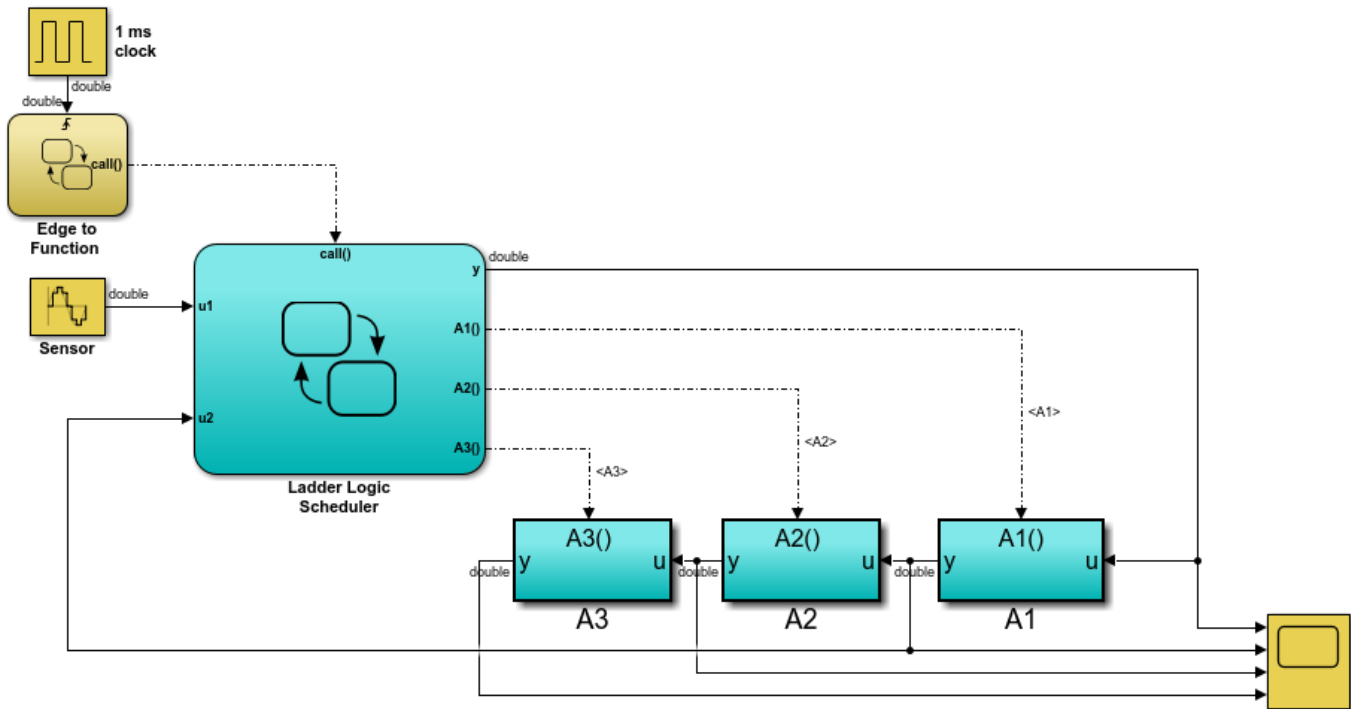 1 ms
clock
double
double
call()
Edge to
Function
call()
y
double
double
u1
Sensor
A1()
A2()
<A1>
u2
<A2>
A3()
<A3>
Ladder Logic
Scheduler
A3()
A2()
A1()
y
u
y
u
y
u
double
double
double
A3
A2
A1